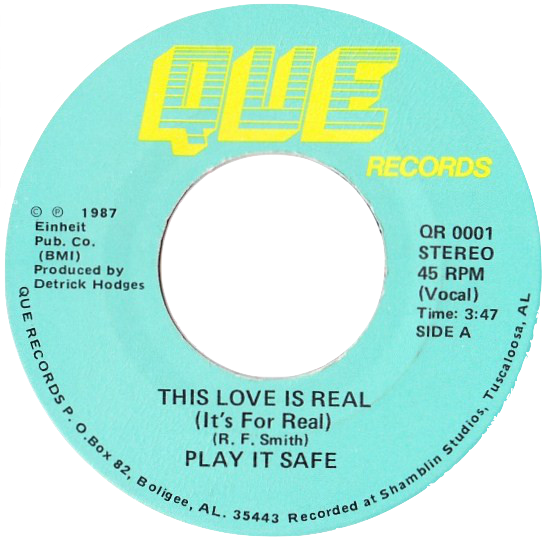 QUE
RECORDS
© ℗ 1987
Einheit
Pub. Co.
(BMI)
Produced by
Detrick Hodges
QR 0001
STEREO
45 RPM
(Vocal)
Time: 3:47
SIDE A
THIS LOVE IS REAL
(It's For Real)
(R. F. Smith)
PLAY IT SAFE
QUE RECORDS P. O. Box 82, Boligee, AL. 35443 Recorded at Shamblin Studios, Tuscaloosa, AL